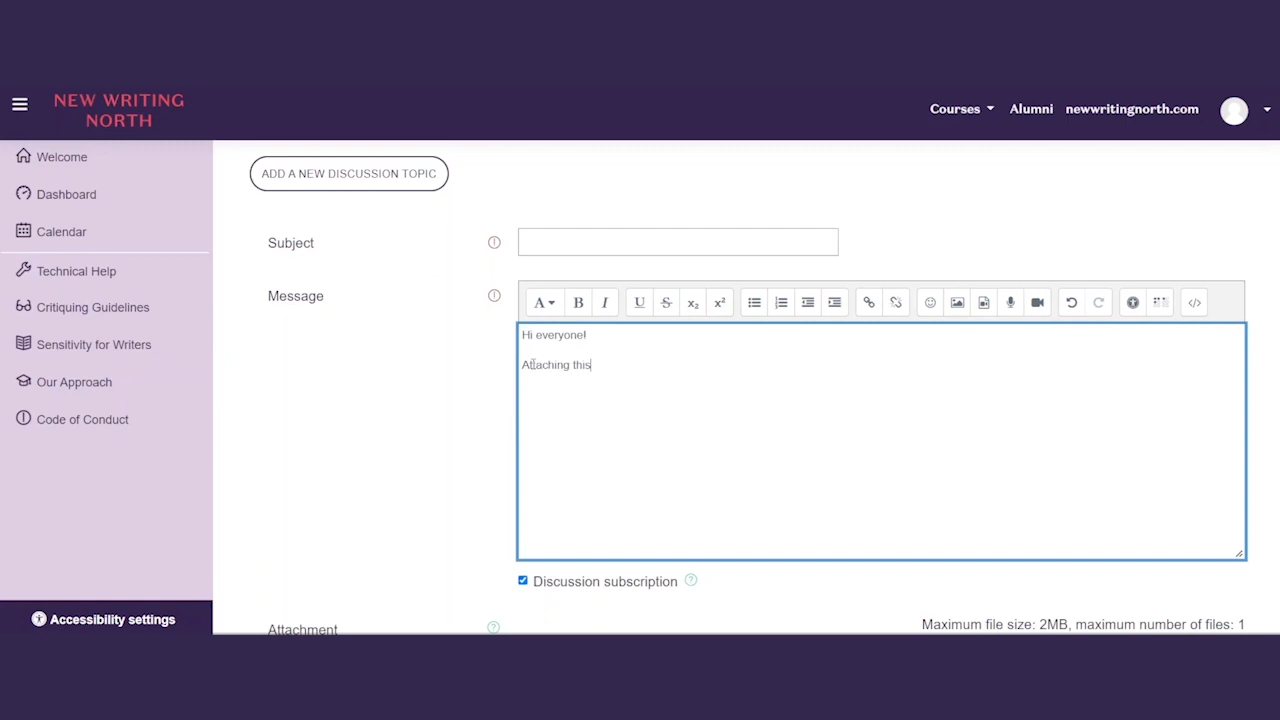 NEW WRITING
NORTH
Courses
Alumni
newwritingnorth.com
Welcome
Dashboard
Calendar
Technical Help
Critiquing Guidelines
Sensitivity for Writers
Our Approach
Code of Conduct
Accessibility settings
ADD A NEW DISCUSSION TOPIC
Subject
Message
A B I U S x₂ x²
Hi everyone!
Attaching this
Discussion subscription
Attachment
Maximum file size: 2MB, maximum number of files: 1